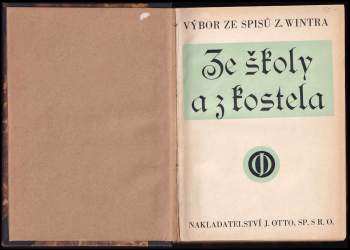 VÝBOR ZE SPISŮ Z. WINTRA
Ze školy
a z kostela
NAKLADATELSTVÍ J. OTTO, SP. S R. O.